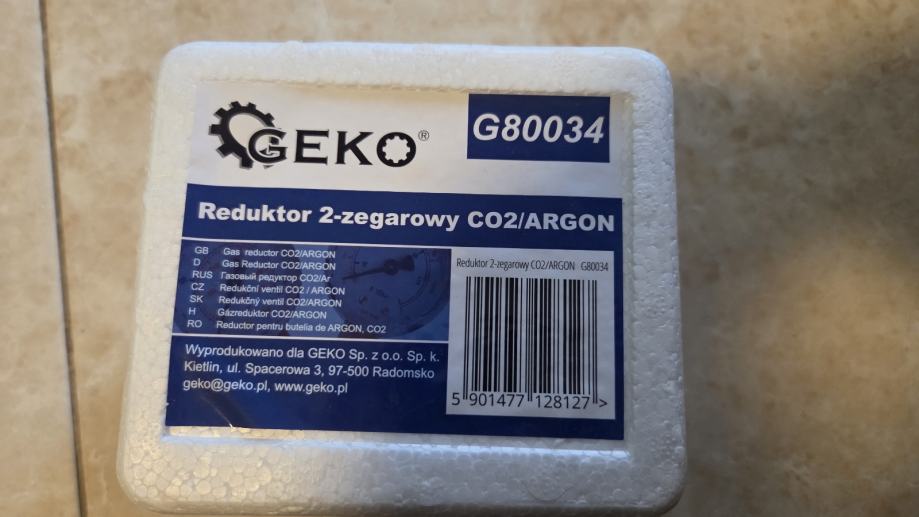 GEKO®
G80034
Reduktor 2-zegarowy CO2/ARGON
GB Gas reductor CO2/ARGON
D Gas Reductor CO2/ARGON
RUS Газовый редуктор CO2/Ar
CZ Redukční ventil CO2 / ARGON
SK Redukčný ventil CO2/ARGON
H Gázreduktor CO2/ARGON
RO Reductor pentru butelia de ARGON, CO2
Wyprodukowano dla GEKO Sp. z o.o. Sp. k.
Kietlin, ul. Spacerowa 3, 97-500 Radomsko
geko@geko.pl, www.geko.pl
Reduktor 2-zegarowy CO2/ARGON G80034
5 901477 128127 >